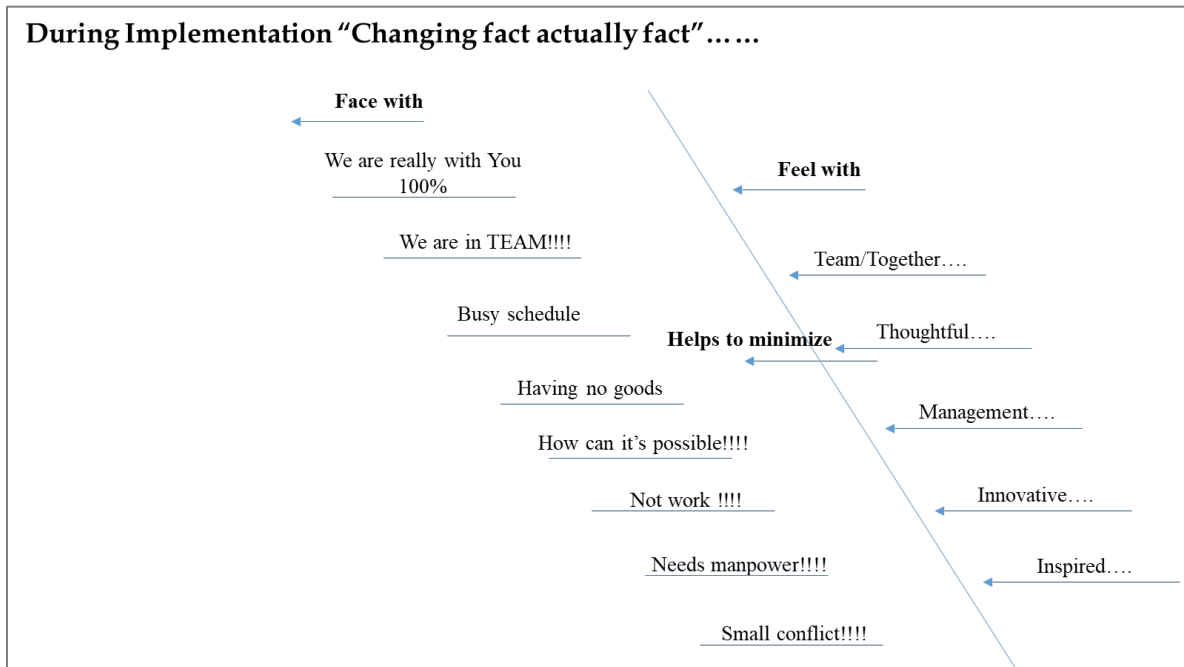 During Implementation “Changing fact actually fact”……
Face with
We are really with You
100%
We are in TEAM!!!!
Busy schedule
Having no goods
How can it’s possible!!!!
Not work !!!!
Needs manpower!!!!
Small conflict!!!!
Helps to minimize
Feel with
Team/Together….
Thoughtful….
Management….
Innovative….
Inspired….